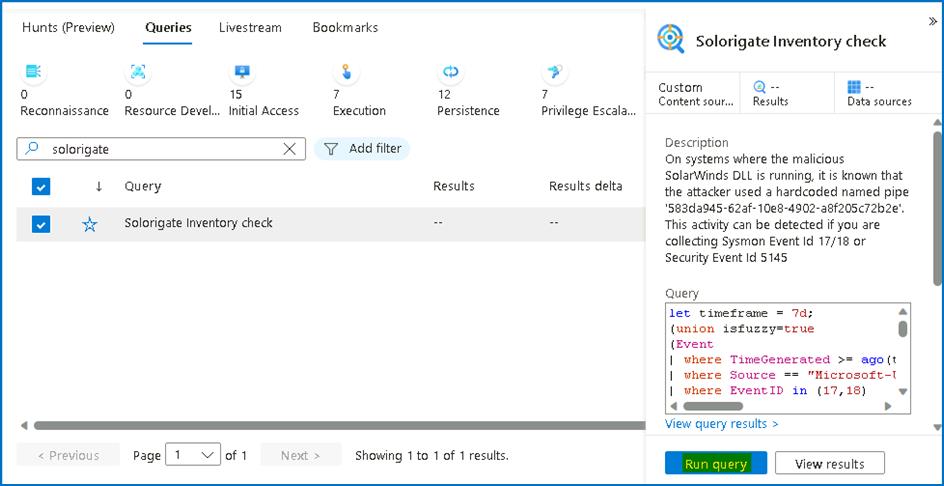 Hunts (Preview) Queries Livestream Bookmarks
0 0 15 7 12 7
Reconnaissance Resource Devel... Initial Access Execution Persistence Privilege Escala...
solorigate Add filter
Query Results Results delta
Solorigate Inventory check -- --
< Previous Page 1 of 1 Next > Showing 1 to 1 of 1 results.
»
Solorigate Inventory check
Custom -- --
Content sour... Results Data sources
Description
On systems where the malicious
SolarWinds DLL is running, it is known that
the attacker used a hardcoded named pipe
'583da945-62af-10e8-4902-a8f205c72b2e'.
This activity can be detected if you are
collecting Sysmon Event Id 17/18 or
Security Event Id 5145
Query
let timeframe = 7d;
(union isfuzzy=true
(Event
| where TimeGenerated >= ago(t
| where Source == "Microsoft-U
| where EventID in (17,18)
View query results >
Run query View results